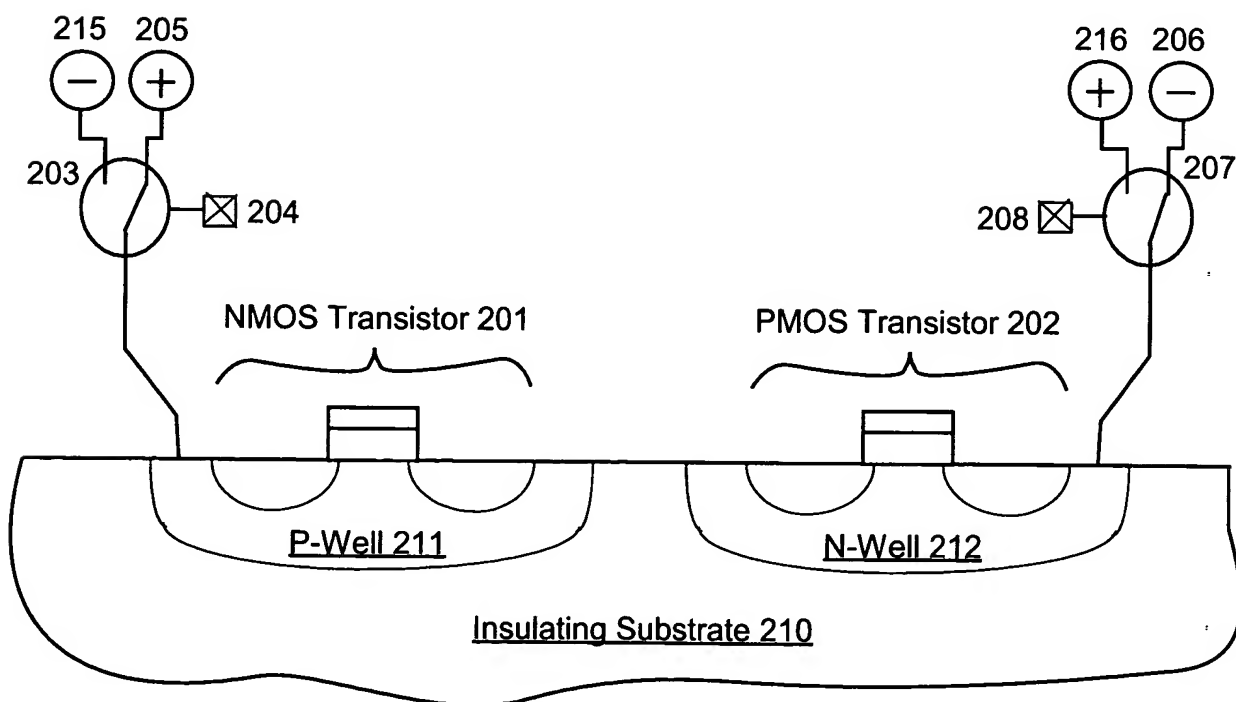 215 205
216 206
− +
+ −
203
207
204
208
NMOS Transistor 201
PMOS Transistor 202
P-Well 211
N-Well 212
Insulating Substrate 210